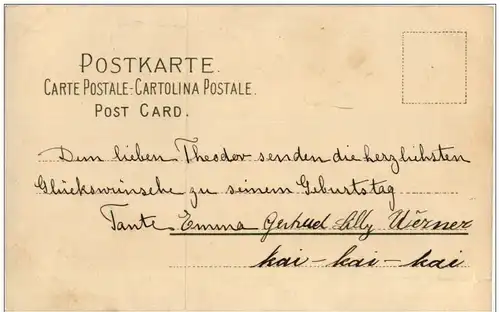 POSTKARTE.
CARTE POSTALE - CARTOLINA POSTALE.
POST CARD.
Dem lieben Theodor senden die herzlichsten
Glückswünsche zu seinem Geburtstag
Tante Emma Gertrud Lilly Werner
kai - kai - kai